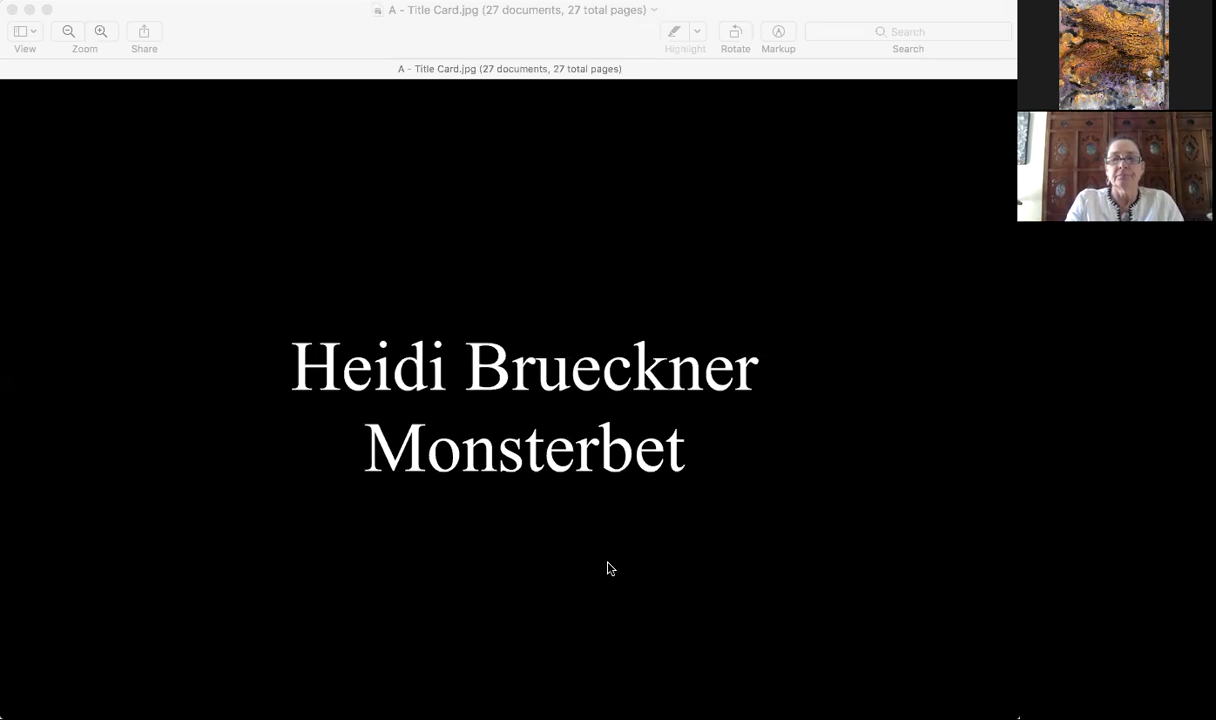 A - Title Card.jpg (27 documents, 27 total pages)
View
Zoom
Share
Highlight
Rotate
Markup
Search
Search
A - Title Card.jpg (27 documents, 27 total pages)
Heidi Brueckner
Monsterbet